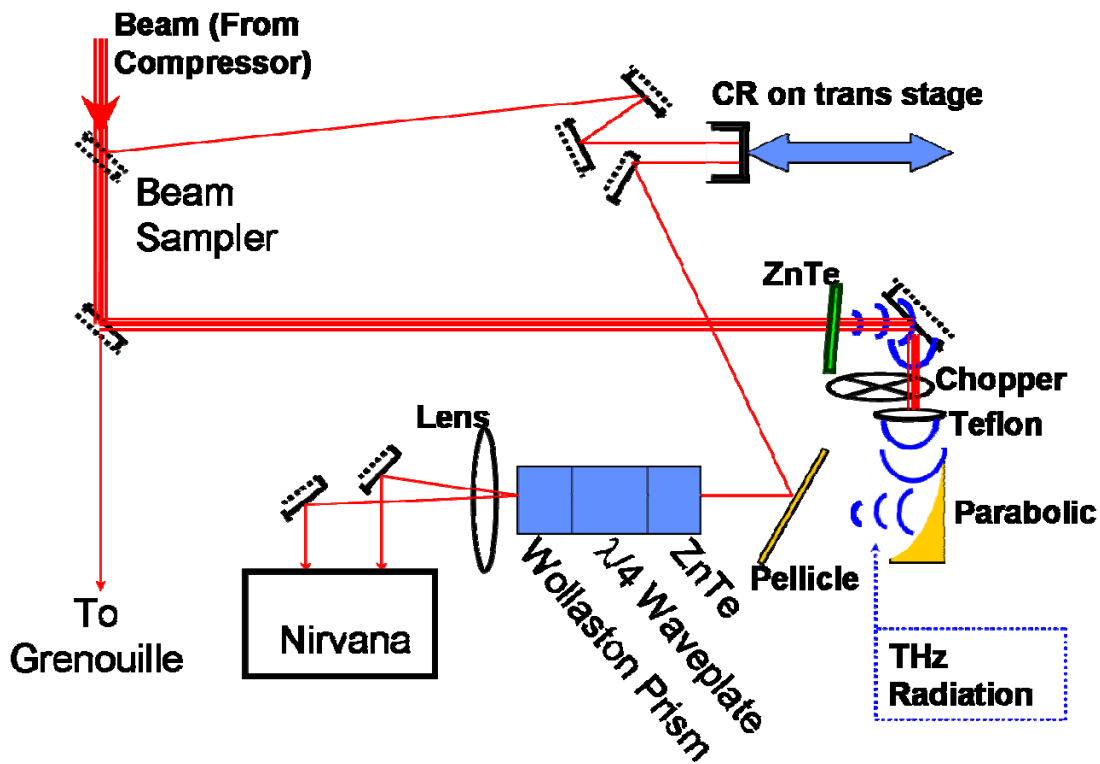 Beam (From
Compressor)
CR on trans stage
Beam
Sampler
ZnTe
Chopper
Teflon
Lens
Parabolic
Pellicle
ZnTe
λ/4 Waveplate
Wollaston Prism
To
Grenouille
Nirvana
THz
Radiation